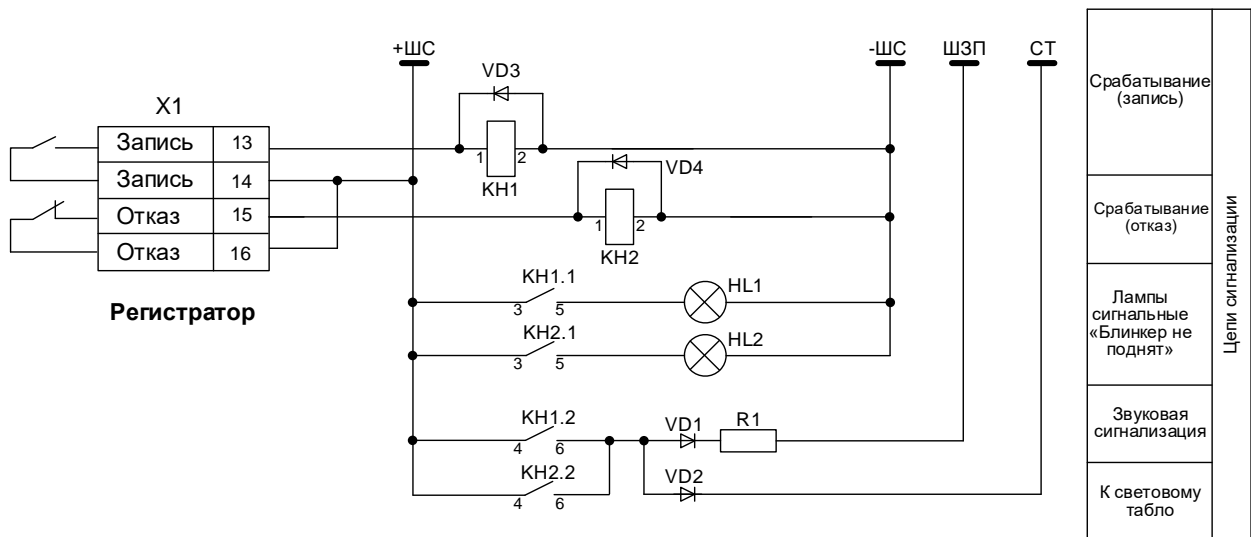 +ШС
-ШС
ШЗП
СТ
VD3
X1
Запись 13
1 2
KH1
VD4
Запись 14
Отказ 15
1 2
KH2
Отказ 16
Регистратор
KH1.1
3 5
HL1
KH2.1
3 5
HL2
KH1.2
4 6
VD1
R1
KH2.2
4 6
VD2
Срабатывание
(запись)
Срабатывание
(отказ)
Лампы
сигнальные
«Блинкер не
поднят»
Звуковая
сигнализация
К световому
табло
Цепи сигнализации